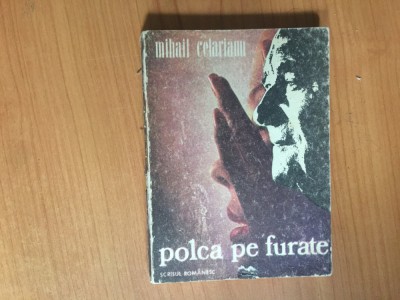 mihail celarianu
polca pe furate
SCRISUL ROMÂNESC